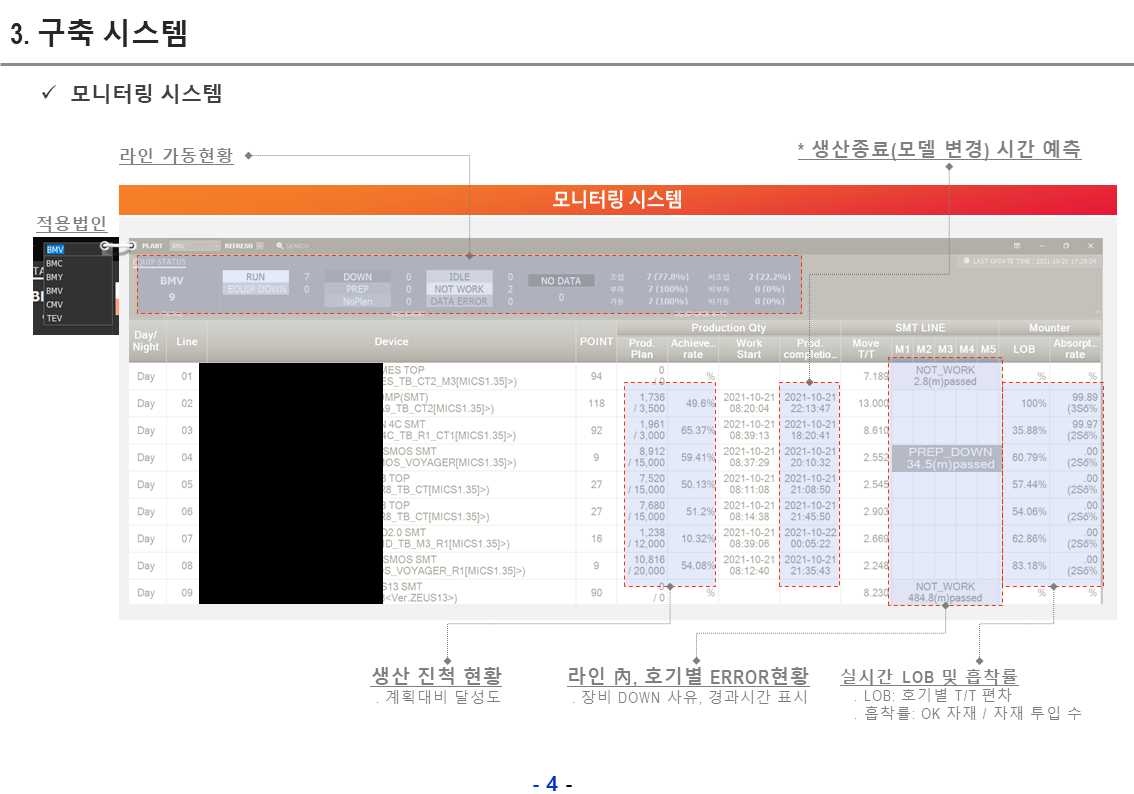 3. 구축 시스템
✓ 모니터링 시스템
라인 가동현황
* 생산종료(모델 변경) 시간 예측
적용법인
모니터링 시스템
BMV
BMC
BMY
BMV
CMV
TEV
PLANT BMV REFRESH SEARCH
LAST UPDATE TIME : 2021-10-21 17:28:24
EQUIP STATUS
BMV
9
RUN 7 DOWN 0 IDLE 0 NO DATA
EQUIP DOWN 0 PREP 0 NOT WORK 2 0
NoPlan 0 DATA ERROR 0
조업 7 (77.8%) 비조업 2 (22.2%)
부하 7 (100%) 비부하 0 (0%)
가동 7 (100%) 비가동 0 (0%)
Day/ Night Line Device POINT Production Qty SMT LINE Mounter
Prod. Plan Achieve.. rate Work Start Prod. completio.. Move T/T M1 M2 M3 M4 M5 LOB Absorpt.. rate
Day 01 MES TOP 94 0 % 7.189 NOT_WORK % %
ES_TB_CT2_M3[MICS1.35]>) / 0 2.8(m)passed
Day 02 OMP(SMT) 118 1,736 49.6% 2021-10-21 2021-10-21 13.000 100% 99.89
A9_TB_CT2[MICS1.35]>) / 3,500 08:20:04 22:13:47 (3Sδ%
Day 03 N 4C SMT 92 1,961 65.37% 2021-10-21 2021-10-21 8.610 35.88% 99.97
4C_TB_R1_CT1[MICS1.35]>) / 3,000 08:39:13 18:20:41 (2Sδ%
Day 04 SMOS SMT 9 8,912 59.41% 2021-10-21 2021-10-21 2.552 PREP_DOWN 60.79% .00
MOS_VOYAGER[MICS1.35]>) / 15,000 08:37:29 20:10:32 34.5(m)passed (2Sδ%
Day 05 8 TOP 27 7,520 50.13% 2021-10-21 2021-10-21 2.545 57.44% .00
R8_TB_CT[MICS1.35]>) / 15,000 08:11:08 21:08:50 (2Sδ%
Day 06 8 TOP 27 7,680 51.2% 2021-10-21 2021-10-21 2.903 54.06% .00
R8_TB_CT[MICS1.35]>) / 15,000 08:14:38 21:45:50 (2Sδ%
Day 07 D2.0 SMT 16 1,238 10.32% 2021-10-21 2021-10-22 2.669 62.86% .00
ID_TB_M3_R1[MICS1.35]>) / 12,000 08:39:06 00:05:22 (2Sδ%
Day 08 SMOS SMT 9 10,816 54.08% 2021-10-21 2021-10-21 2.248 83.18% .00
OS_VOYAGER_R1[MICS1.35]>) / 20,000 08:12:40 21:35:43 (2Sδ%
Day 09 S13 SMT 90 0 % 8.230 NOT_WORK % %
3<Ver.ZEUS13>) / 0 484.8(m)passed
생산 진척 현황
. 계획대비 달성도
라인 內, 호기별 ERROR현황
. 장비 DOWN 사유, 경과시간 표시
실시간 LOB 및 흡착률
. LOB: 호기별 T/T 편차
. 흡착률: OK 자재 / 자재 투입 수
- 4 -